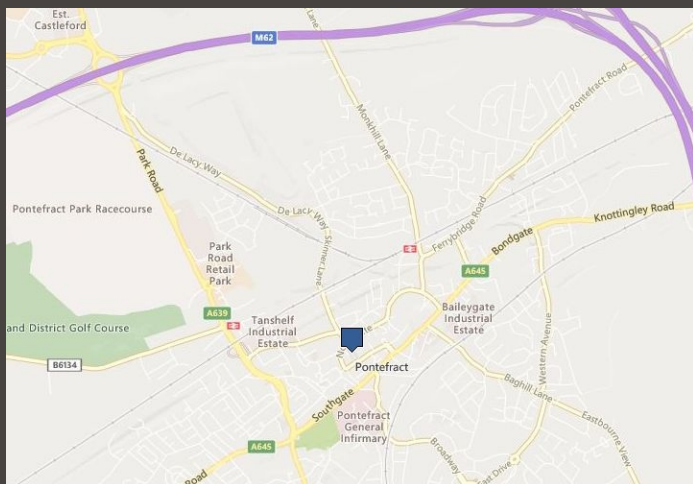 Est.
Castleford
M62
Lane
Monkhill Lane
Pontefract Road
De Lacy Way
Park Road
Pontefract Park Racecourse
De Lacy Way
Skinner Lane
Knottingley Road
Ferrybridge Road
Bondgate
Park
Road
Retail
Park
A645
A639
and District Golf Course
Tanshelf
Industrial
Estate
Baileygate
Industrial
Estate
Western Avenue
B6134
Pontefract
Southgate
Baghill Lane
Pontefract
General
Infirmary
Eastbourne View
A645
Broadway
East Drive
Road